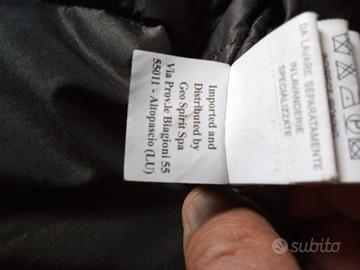 Imported and
Distributed by
Geo Spirit Spa
Via Prov.le Biagioni 55
55011 - Altopascio (LU)
DA LAVARE SEPARATAMENTE
IN LAVANDERIE
SPECIALIZZATE
subito